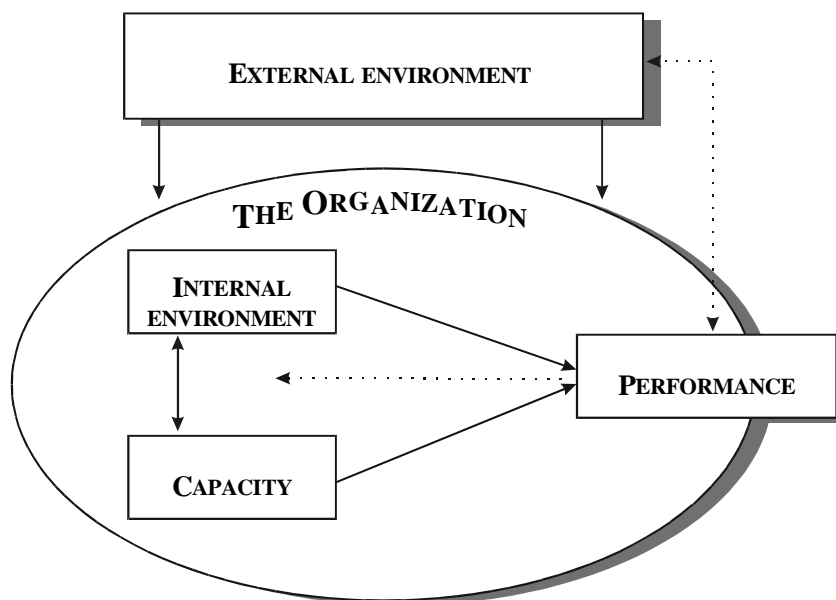 EXTERNAL ENVIRONMENT
THE ORGANIZATION
INTERNAL
ENVIRONMENT
PERFORMANCE
CAPACITY